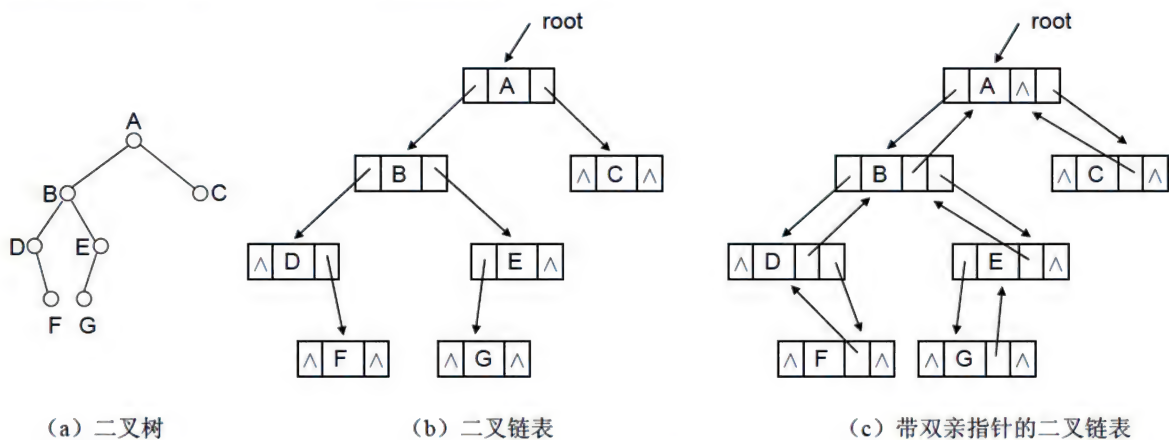 root
root
A
A ∧
A
B
C
B
∧ C ∧
B
∧ C ∧
D
E
∧ D
E ∧
∧ D
E ∧
F G
∧ F ∧
∧ G ∧
∧ F ∧
∧ G ∧
（a）二叉树
（b）二叉链表
（c）带双亲指针的二叉链表